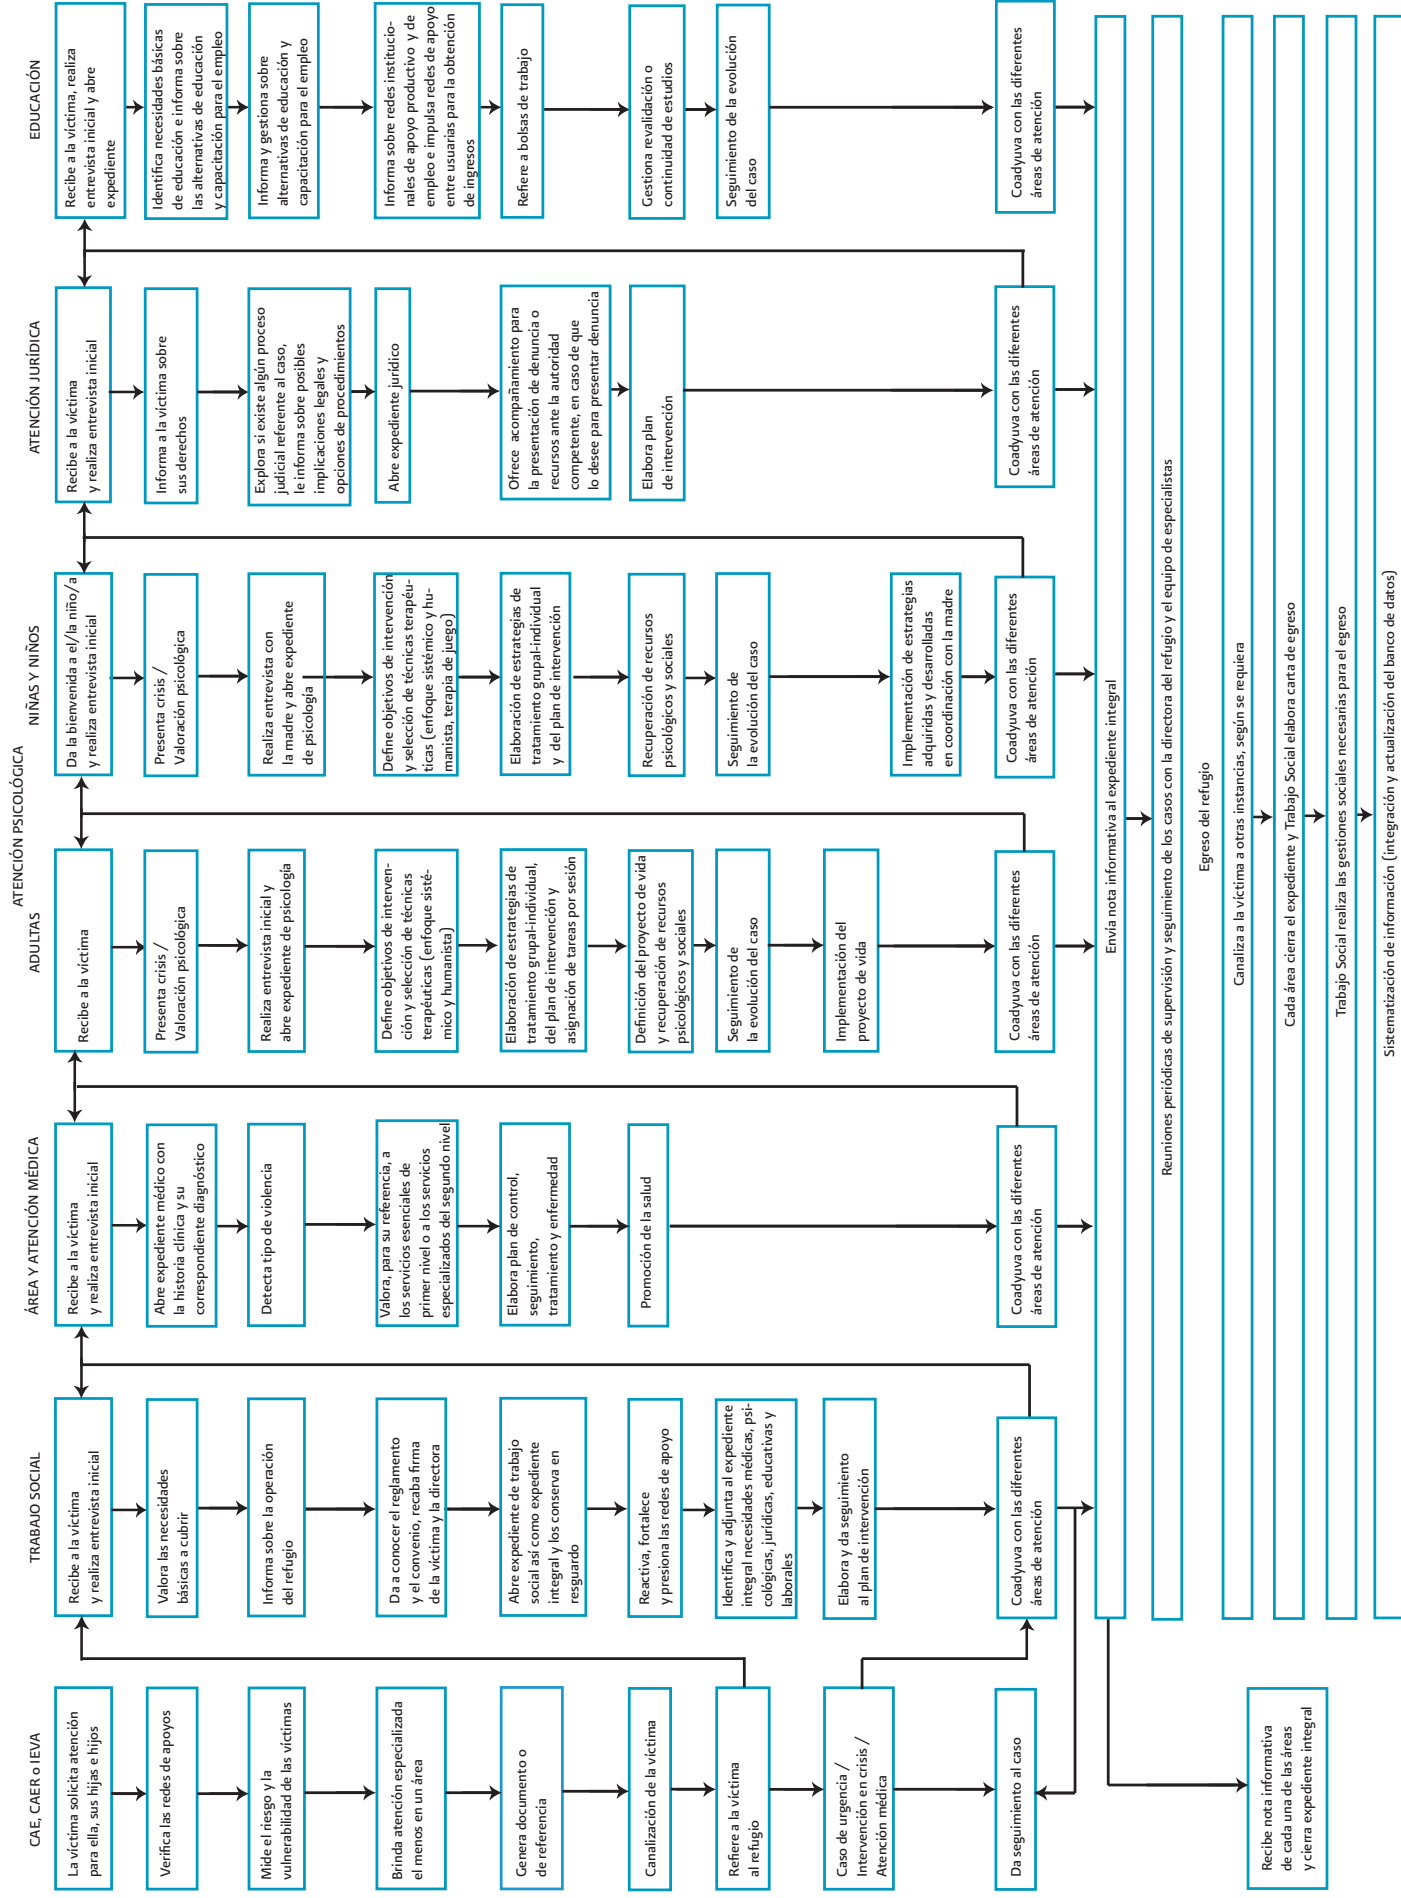 CAE, CAER o IEVA
La víctima solicita atención
para ella, sus hijas e hijos
Verifica las redes de apoyos
Mide el riesgo y la
vulnerabilidad de las víctimas
Brinda atención especializada
el menos en un área
Genera documento o
de referencia
Canalización de la víctima
Refiere a la víctima
al refugio
Caso de urgencia /
Intervención en crisis /
Atención médica
Da seguimiento al caso
Recibe nota informativa
de cada una de las áreas
y cierra expediente integral
TRABAJO SOCIAL
Recibe a la víctima
y realiza entrevista inicial
Valora las necesidades
básicas a cubrir
Informa sobre la operación
del refugio
Da a conocer el reglamento
y el convenio, recaba firma
de la víctima y la directora
Abre expediente de trabajo
social así como expediente
integral y los conserva en
resguardo
Reactiva, fortalece
y presiona las redes de apoyo
Identifica y adjunta al expediente
integral necesidades médicas, psi-
cológicas, jurídicas, educativas y
laborales
Elabora y da seguimiento
al plan de intervención
Coadyuva con las diferentes
áreas de atención
ÁREA Y ATENCIÓN MÉDICA
Recibe a la víctima
y realiza entrevista inicial
Abre expediente médico con
la historia clínica y su
correspondiente diagnóstico
Detecta tipo de violencia
Valora, para su referencia, a
los servicios esenciales de
primer nivel o a los servicios
especializados del segundo nivel
Elabora plan de control,
seguimiento,
tratamiento y enfermedad
Promoción de la salud
Coadyuva con las diferentes
áreas de atención
ATENCIÓN PSICOLÓGICA
ADULTAS
Recibe a la víctima
Presenta crisis /
Valoración psicológica
Realiza entrevista inicial y
abre expediente de psicología
Define objetivos de interven-
ción y selección de técnicas
terapéuticas (enfoque sisté-
mico y humanista)
Elaboración de estrategias de
tratamiento grupal-individual,
del plan de intervención y
asignación de tareas por sesión
Definición del proyecto de vida
y recuperación de recursos
psicológicos y sociales
Seguimiento de
la evolución del caso
Implementación del
proyecto de vida
Coadyuva con las diferentes
áreas de atención
NIÑAS Y NIÑOS
Da la bienvenida a el/la niño/a
y realiza entrevista inicial
Presenta crisis /
Valoración psicológica
Realiza entrevista con
la madre y abre expediente
de psicología
Define objetivos de intervención
y selección de técnicas terapéu-
ticas (enfoque sistémico y hu-
manista, terapia de juego)
Elaboración de estrategias de
tratamiento grupal-individual
y del plan de intervención
Recuperación de recursos
psicológicos y sociales
Seguimiento de
la evolución del caso
Implementación de estrategias
adquiridas y desarrolladas
en coordinación con la madre
Coadyuva con las diferentes
áreas de atención
ATENCIÓN JURÍDICA
Recibe a la víctima
y realiza entrevista inicial
Informa a la víctima sobre
sus derechos
Explora si existe algún proceso
judicial referente al caso,
le informa sobre posibles
implicaciones legales y
opciones de procedimientos
Abre expediente jurídico
Ofrece acompañamiento para
la presentación de denuncia o
recursos ante la autoridad
competente, en caso de que
lo desee para presentar denuncia
Elabora plan
de intervención
Coadyuva con las diferentes
áreas de atención
EDUCACIÓN
Recibe a la víctima, realiza
entrevista inicial y abre
expediente
Identifica necesidades básicas
de educación e informa sobre
las alternativas de educación
y capacitación para el empleo
Informa y gestiona sobre
alternativas de educación y
capacitación para el empleo
Informa sobre redes institucio-
nales de apoyo productivo y de
empleo e impulsa redes de apoyo
entre usuarias para la obtención
de ingresos
Refiere a bolsas de trabajo
Gestiona revalidación o
continuidad de estudios
Seguimiento de la evolución
del caso
Coadyuva con las diferentes
áreas de atención
Envía nota informativa al expediente integral
Reuniones periódicas de supervisión y seguimiento de los casos con la directora del refugio y el equipo de especialistas
Egreso del refugio
Canaliza a la víctima a otras instancias, según se requiera
Cada área cierra el expediente y Trabajo Social elabora carta de egreso
Trabajo Social realiza las gestiones sociales necesarias para el egreso
Sistematización de información (integración y actualización del banco de datos)